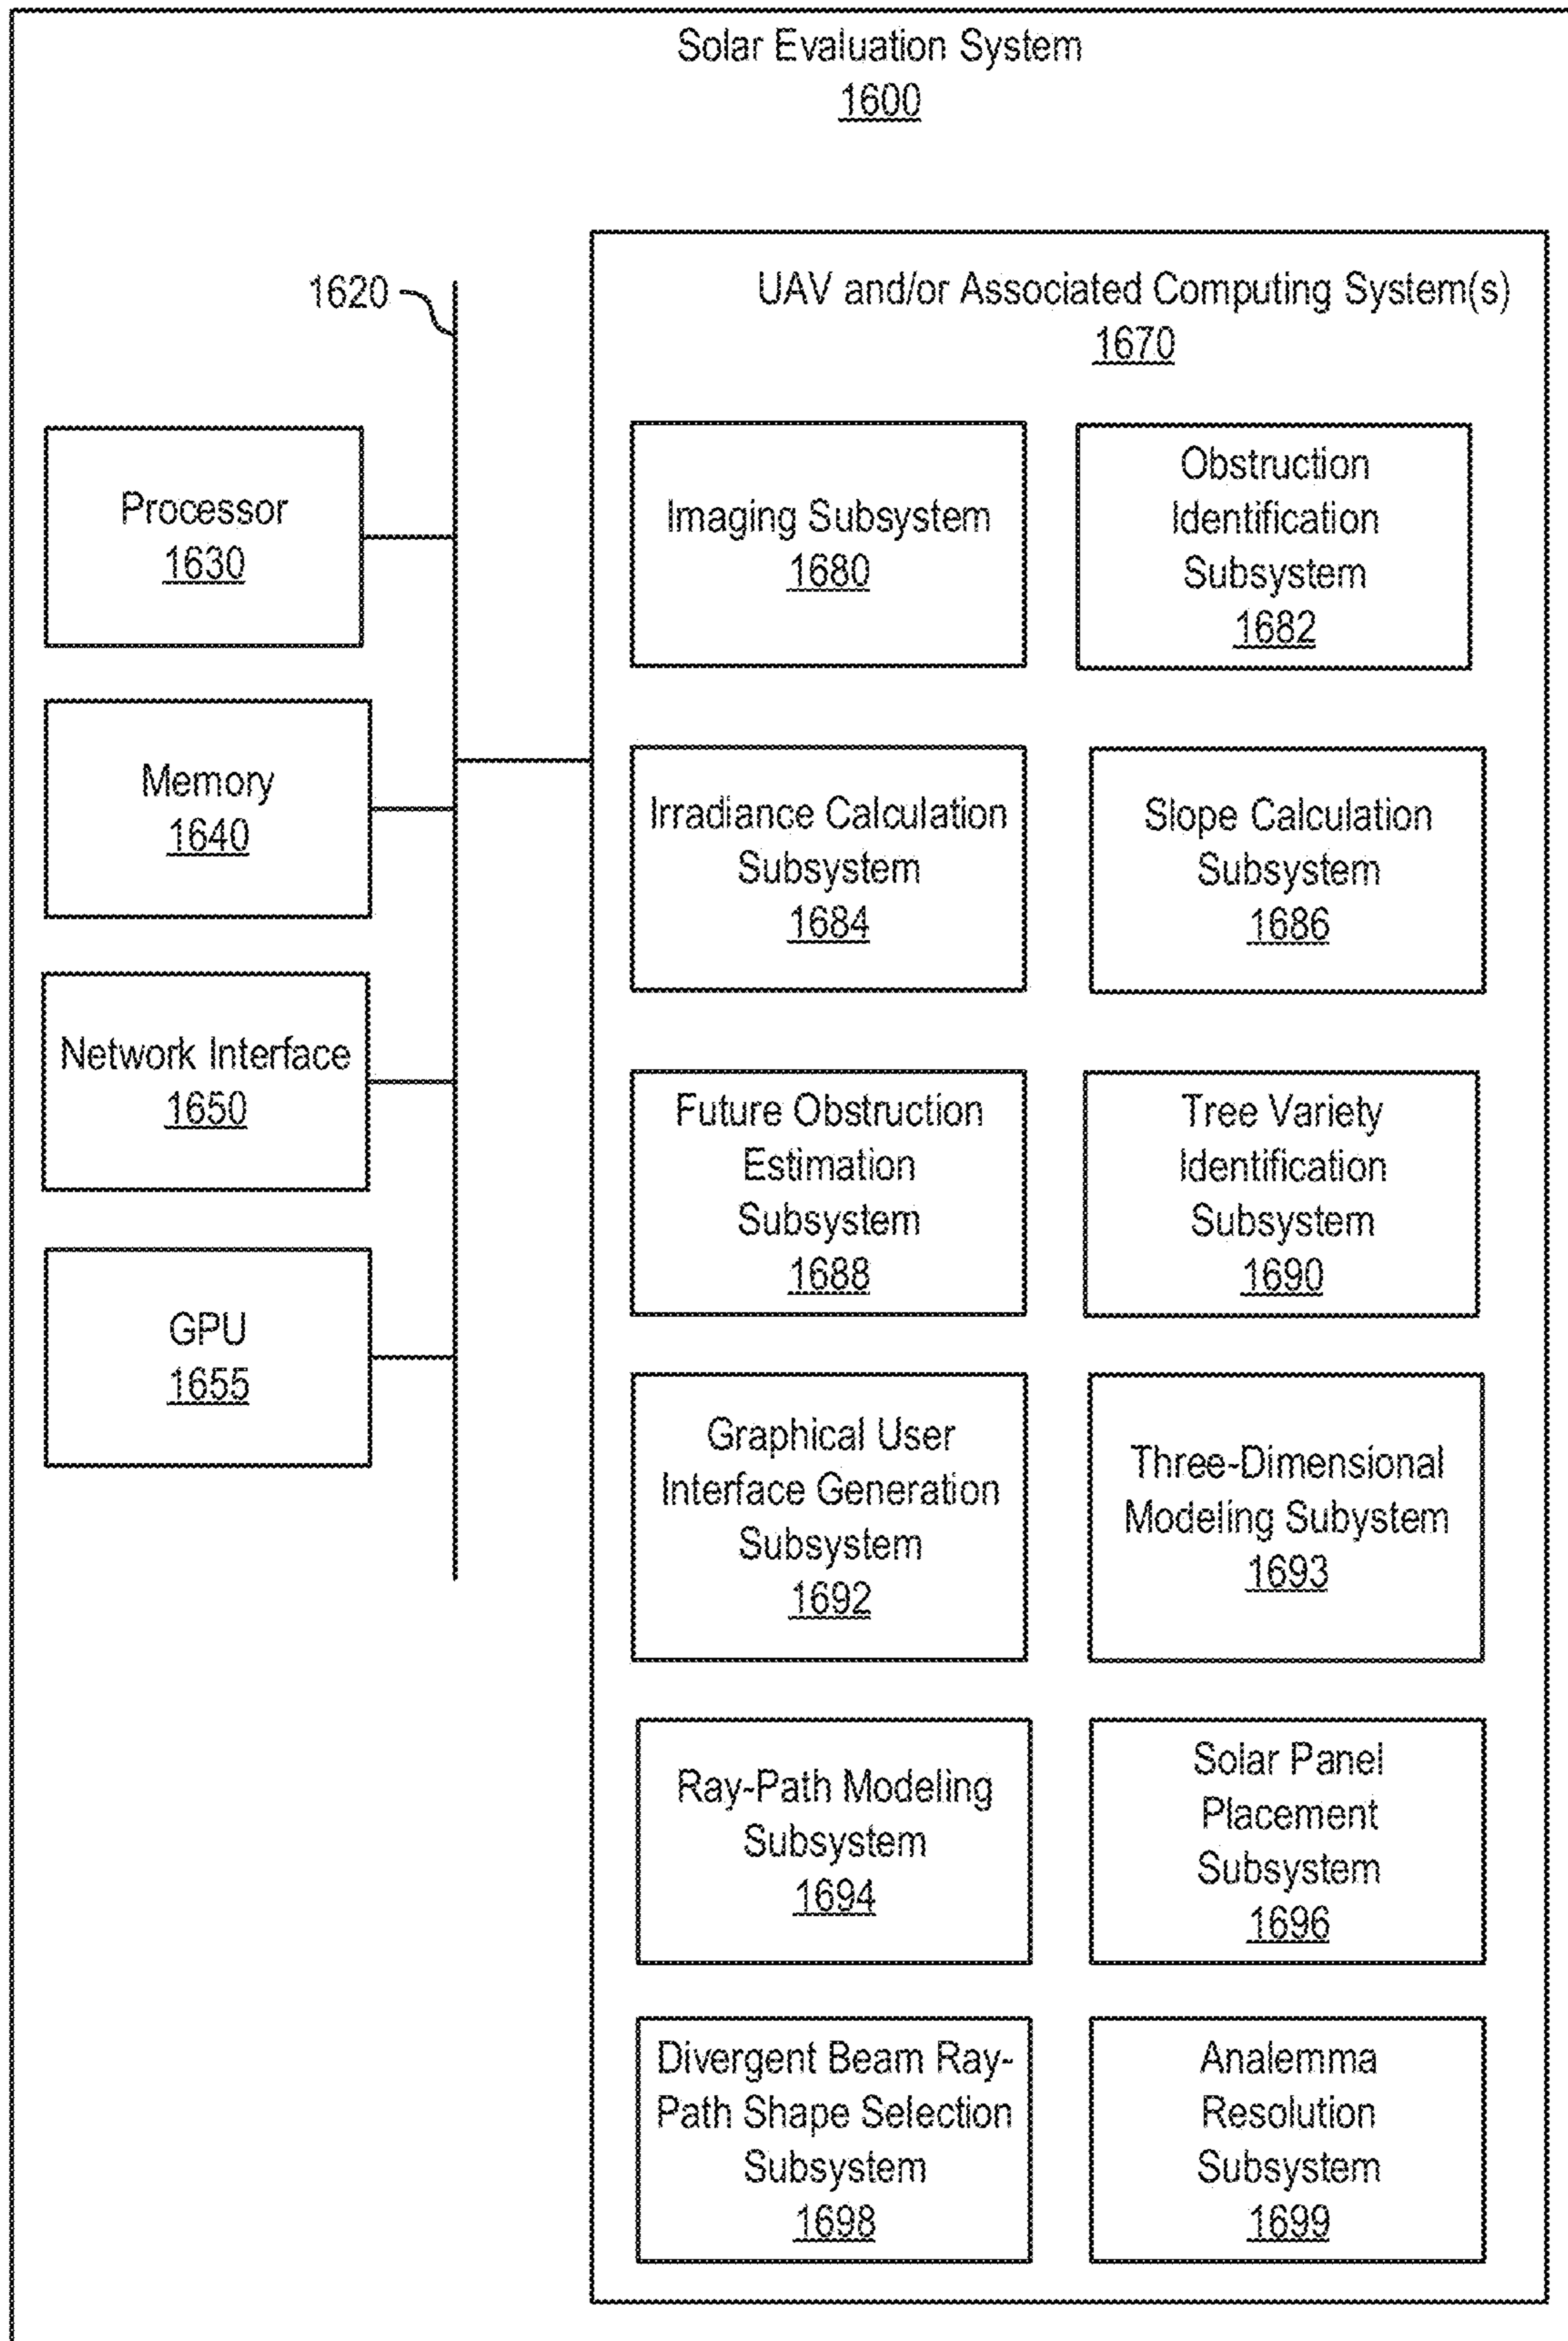 Solar Evaluation System
1600
1620
UAV and/or Associated Computing System(s)
1670
Processor
1630
Memory
1640
Network Interface
1650
GPU
1655
Imaging Subsystem
1680
Obstruction
Identification
Subsystem
1682
Irradiance Calculation
Subsystem
1684
Slope Calculation
Subsystem
1686
Future Obstruction
Estimation
Subsystem
1688
Tree Variety
Identification
Subsystem
1690
Graphical User
Interface Generation
Subsystem
1692
Three-Dimensional
Modeling Subystem
1693
Ray-Path Modeling
Subsystem
1694
Solar Panel
Placement
Subsystem
1696
Divergent Beam Ray-
Path Shape Selection
Subsystem
1698
Analemma
Resolution
Subsystem
1699